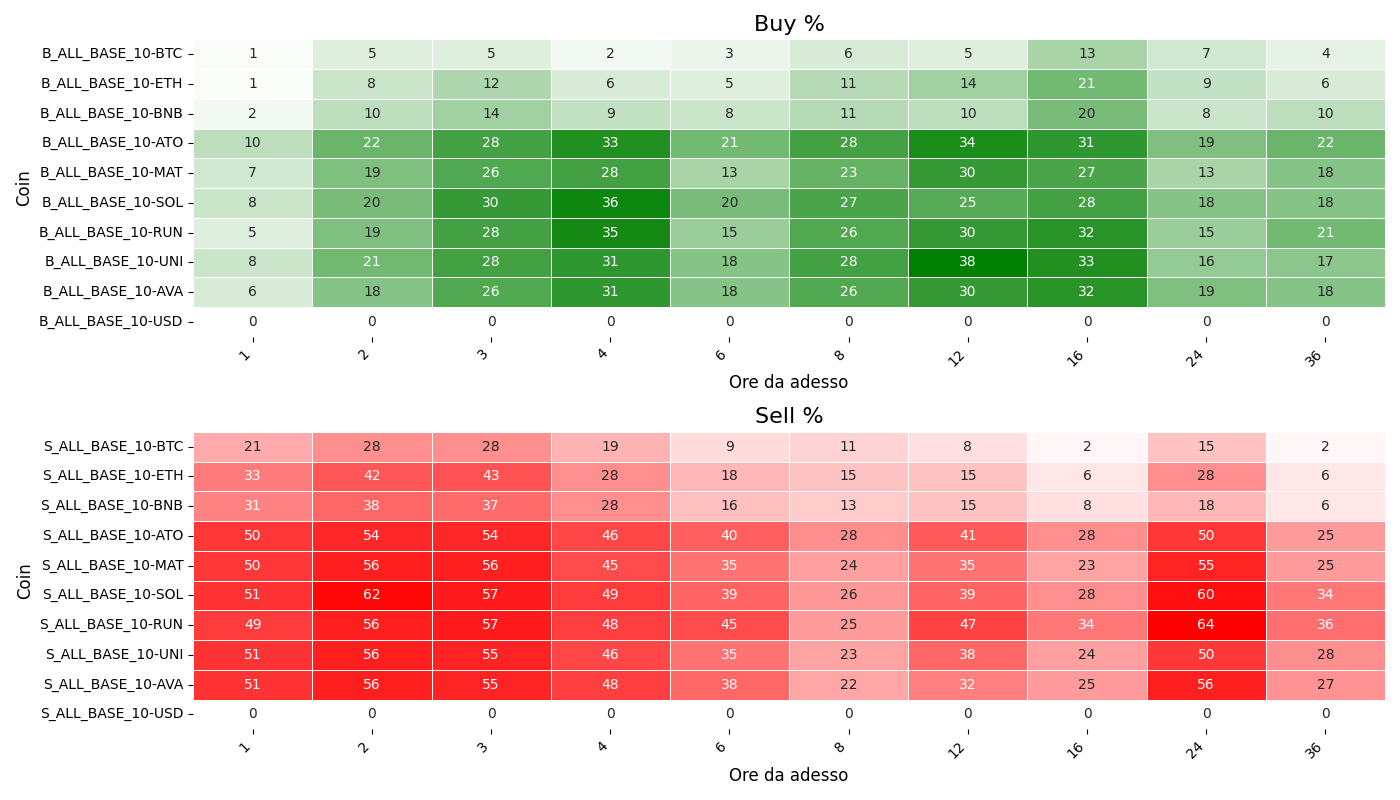 Buy %
Coin
B_ALL_BASE_10-BTC 1 5 5 2 3 6 5 13 7 4
B_ALL_BASE_10-ETH 1 8 12 6 5 11 14 21 9 6
B_ALL_BASE_10-BNB 2 10 14 9 8 11 10 20 8 10
B_ALL_BASE_10-ATO 10 22 28 33 21 28 34 31 19 22
B_ALL_BASE_10-MAT 7 19 26 28 13 23 30 27 13 18
B_ALL_BASE_10-SOL 8 20 30 36 20 27 25 28 18 18
B_ALL_BASE_10-RUN 5 19 28 35 15 26 30 32 15 21
B_ALL_BASE_10-UNI 8 21 28 31 18 28 38 33 16 17
B_ALL_BASE_10-AVA 6 18 26 31 18 26 30 32 19 18
B_ALL_BASE_10-USD 0 0 0 0 0 0 0 0 0 0
1 2 3 4 6 8 12 16 24 36
Ore da adesso
Sell %
Coin
S_ALL_BASE_10-BTC 21 28 28 19 9 11 8 2 15 2
S_ALL_BASE_10-ETH 33 42 43 28 18 15 15 6 28 6
S_ALL_BASE_10-BNB 31 38 37 28 16 13 15 8 18 6
S_ALL_BASE_10-ATO 50 54 54 46 40 28 41 28 50 25
S_ALL_BASE_10-MAT 50 56 56 45 35 24 35 23 55 25
S_ALL_BASE_10-SOL 51 62 57 49 39 26 39 28 60 34
S_ALL_BASE_10-RUN 49 56 57 48 45 25 47 34 64 36
S_ALL_BASE_10-UNI 51 56 55 46 35 23 38 24 50 28
S_ALL_BASE_10-AVA 51 56 55 48 38 22 32 25 56 27
S_ALL_BASE_10-USD 0 0 0 0 0 0 0 0 0 0
1 2 3 4 6 8 12 16 24 36
Ore da adesso